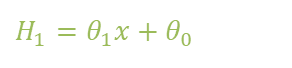 H₁ = θ₁x + θ₀